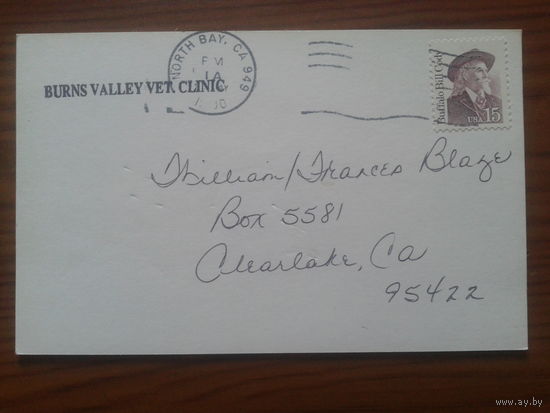 NORTH BAY, CA 949
PM
Buffalo Bill Cody
USA 15
BURNS VALLEY VET. CLINIC
William/Frances Blaze
Box 5581
Clearlake, Ca
95422
www.ay.by